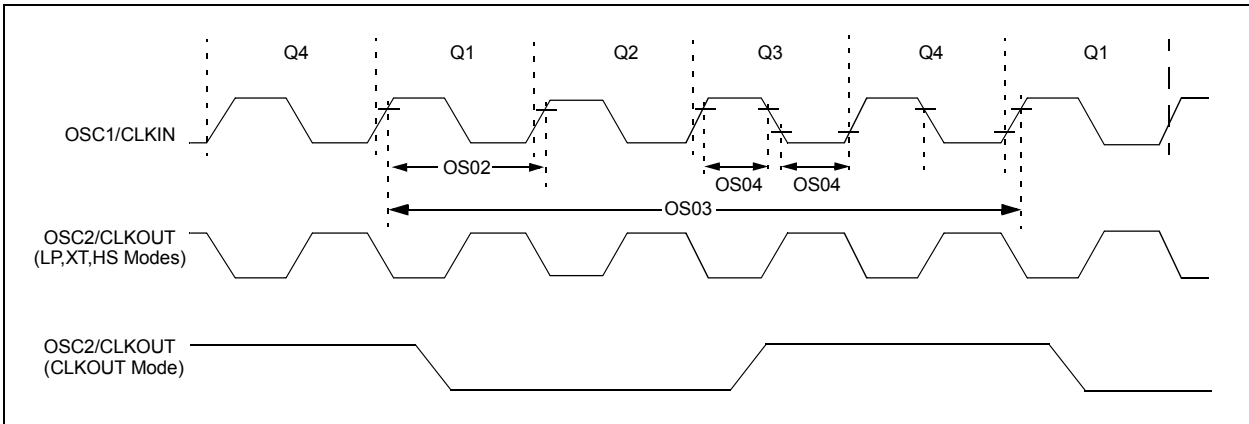 Q4 Q1 Q2 Q3 Q4 Q1
OSC1/CLKIN
OS02
OS04 OS04
OS03
OSC2/CLKOUT
(LP,XT,HS Modes)
OSC2/CLKOUT
(CLKOUT Mode)